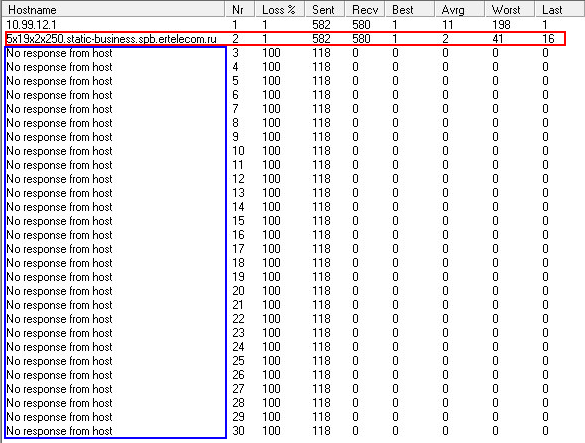 Hostname Nr Loss % Sent Recv Best Avrg Worst Last
10.99.12.1 1 1 582 580 1 11 198 1
5x19x2x250.static-business.spb.ertelecom.ru 2 1 582 580 1 2 41 16
No response from host 3 100 118 0 0 0 0 0
No response from host 4 100 118 0 0 0 0 0
No response from host 5 100 118 0 0 0 0 0
No response from host 6 100 118 0 0 0 0 0
No response from host 7 100 118 0 0 0 0 0
No response from host 8 100 118 0 0 0 0 0
No response from host 9 100 118 0 0 0 0 0
No response from host 10 100 118 0 0 0 0 0
No response from host 11 100 118 0 0 0 0 0
No response from host 12 100 118 0 0 0 0 0
No response from host 13 100 118 0 0 0 0 0
No response from host 14 100 118 0 0 0 0 0
No response from host 15 100 118 0 0 0 0 0
No response from host 16 100 118 0 0 0 0 0
No response from host 17 100 118 0 0 0 0 0
No response from host 18 100 118 0 0 0 0 0
No response from host 19 100 118 0 0 0 0 0
No response from host 20 100 118 0 0 0 0 0
No response from host 21 100 118 0 0 0 0 0
No response from host 22 100 118 0 0 0 0 0
No response from host 23 100 118 0 0 0 0 0
No response from host 24 100 118 0 0 0 0 0
No response from host 25 100 118 0 0 0 0 0
No response from host 26 100 118 0 0 0 0 0
No response from host 27 100 118 0 0 0 0 0
No response from host 28 100 118 0 0 0 0 0
No response from host 29 100 118 0 0 0 0 0
No response from host 30 100 118 0 0 0 0 0